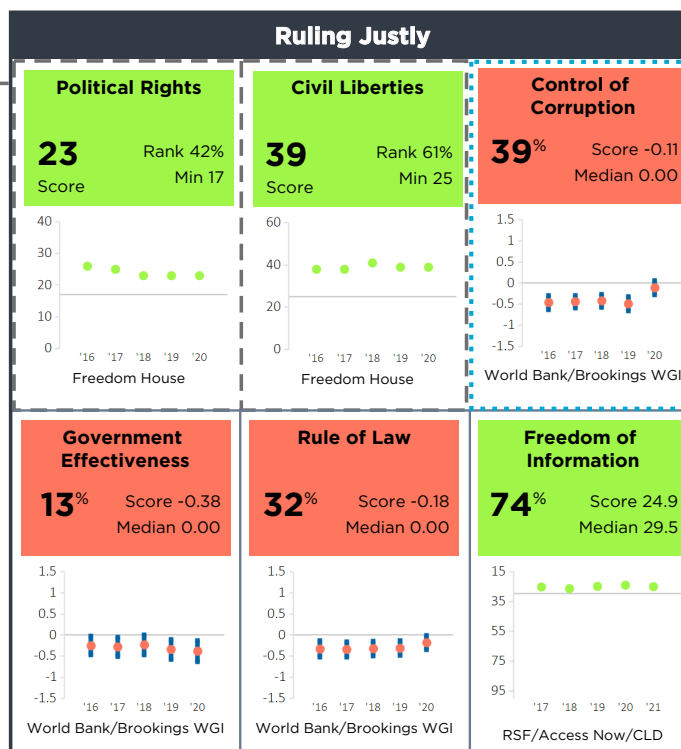 Ruling Justly
Political Rights
23
Score
Rank 42%
Min 17
40
30
20
10
0
'16 '17 '18 '19 '20
Freedom House
Civil Liberties
39
Score
Rank 61%
Min 25
60
40
20
0
'16 '17 '18 '19 '20
Freedom House
Control of
Corruption
39%
Score -0.11
Median 0.00
1.5
1
0.5
0
-0.5
-1
-1.5
'16 '17 '18 '19 '20
World Bank/Brookings WGI
Government
Effectiveness
13%
Score -0.38
Median 0.00
1.5
1
0.5
0
-0.5
-1
-1.5
'16 '17 '18 '19 '20
World Bank/Brookings WGI
Rule of Law
32%
Score -0.18
Median 0.00
1.5
1
0.5
0
-0.5
-1
-1.5
'16 '17 '18 '19 '20
World Bank/Brookings WGI
Freedom of
Information
74%
Score 24.9
Median 29.5
15
35
55
75
95
'17 '18 '19 '20 '21
RSF/Access Now/CLD